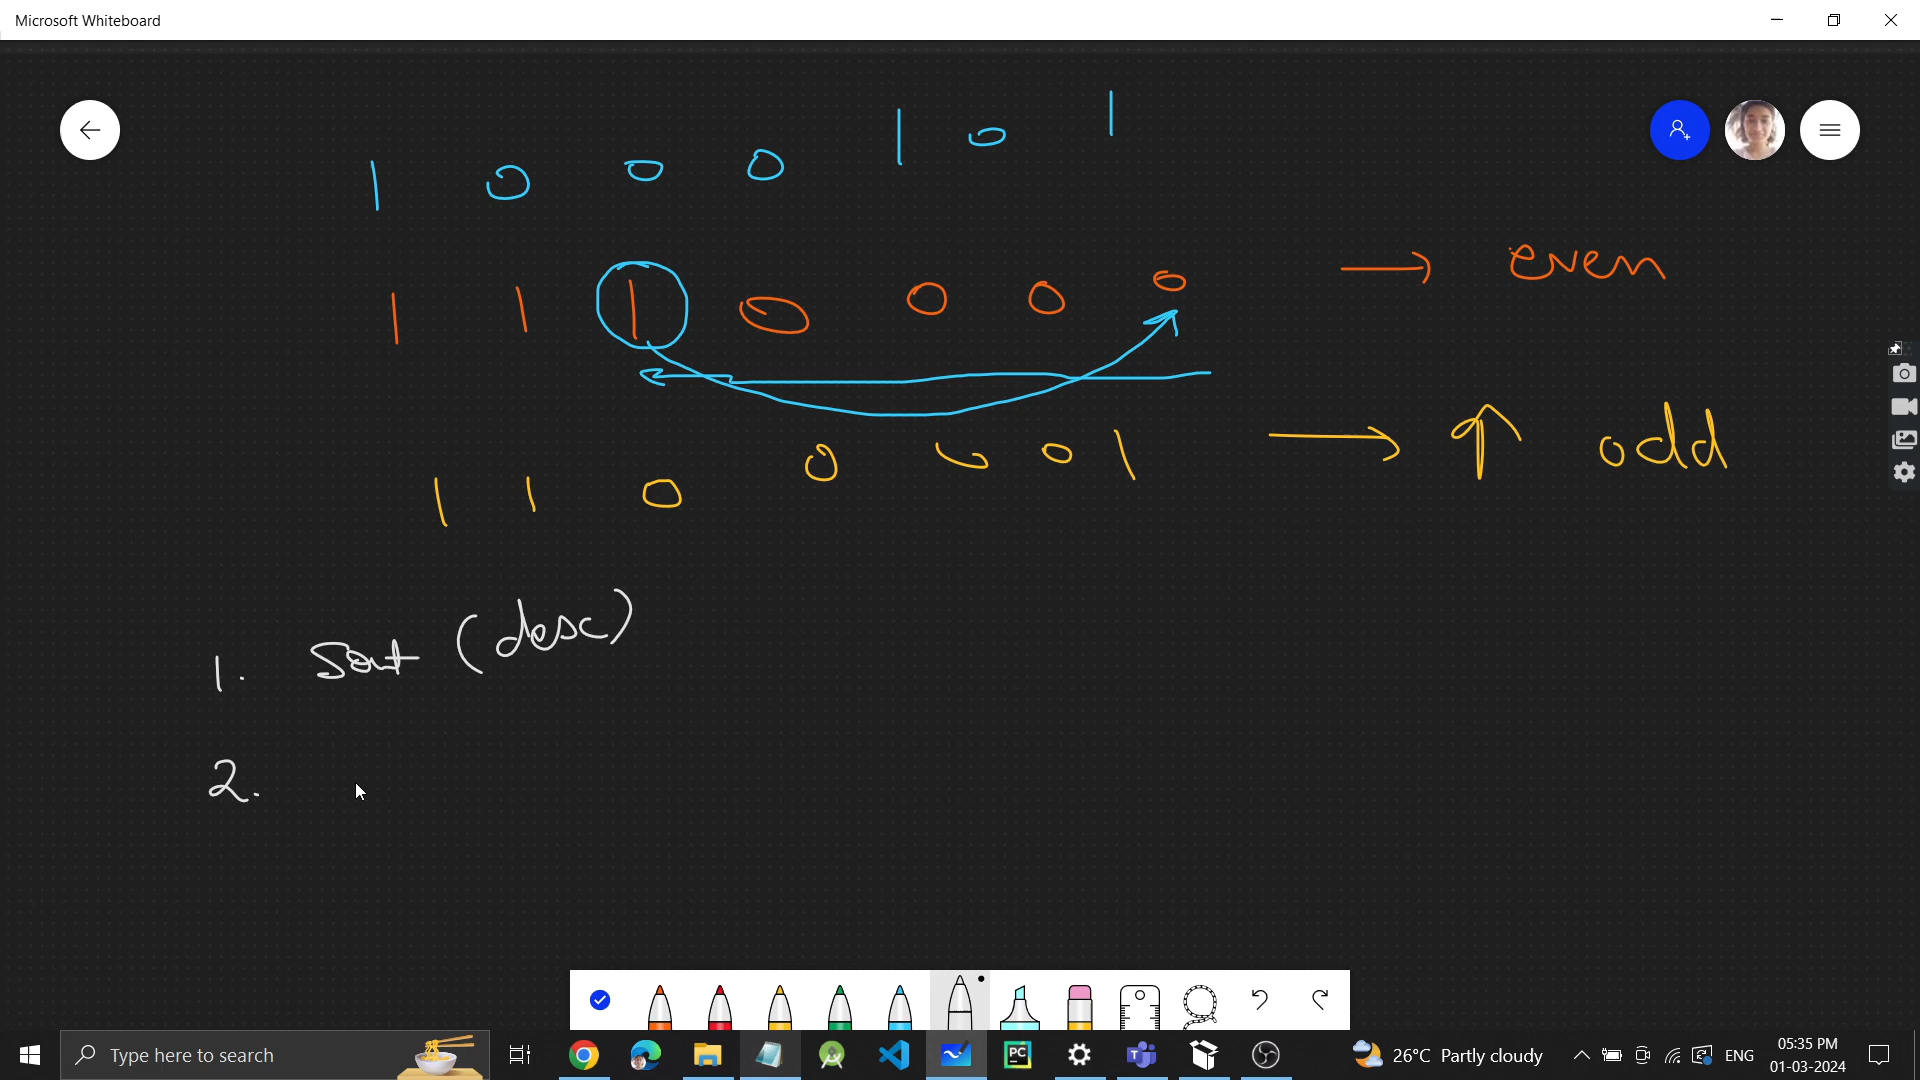 Microsoft Whiteboard
1 0 0 0 1 0 1
1 1 1 0 0 0 0 → even
1 1 0 0 0 0 1 → ↑ odd
1. Sort (desc)
2.
PC
Type here to search
26°C Partly cloudy
ENG
05:35 PM
01-03-2024